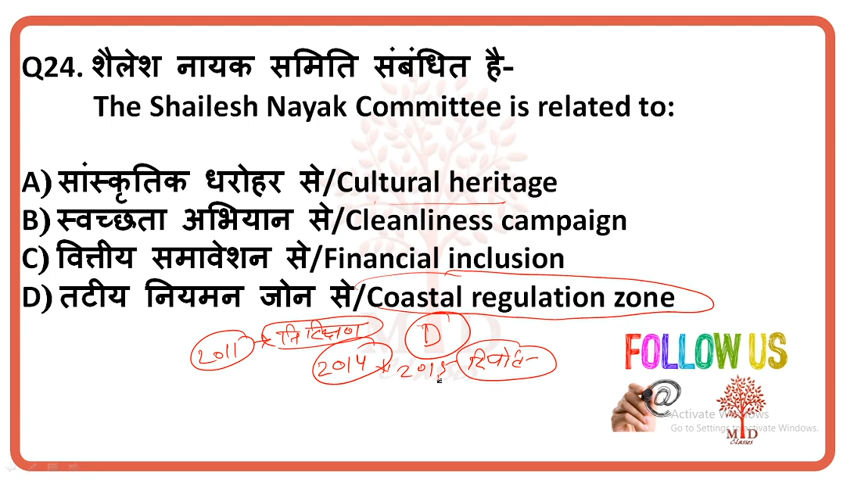 Q24. शैलेश नायक समिति संबंधित है-
The Shailesh Nayak Committee is related to:
A) सांस्कृतिक धरोहर से/Cultural heritage
B) स्वच्छता अभियान से/Cleanliness campaign
C) वित्तीय समावेशन से/Financial inclusion
D) तटीय नियमन जोन से/Coastal regulation zone
2011
D
2014
FOLLOW US
@
Activate Windows
Go to Settings to activate Windows.
MD
Classes